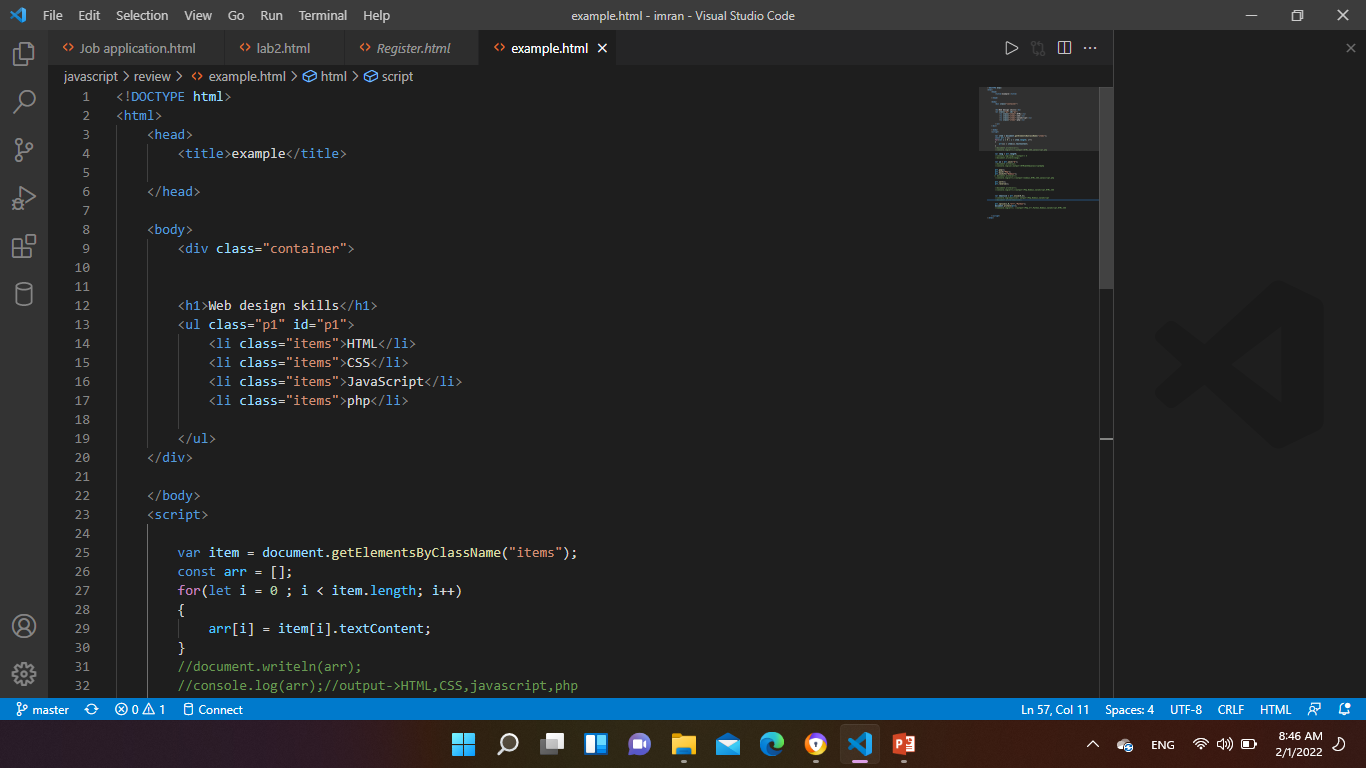 File Edit Selection View Go Run Terminal Help
example.html - imran - Visual Studio Code
Job application.html
lab2.html
Register.html
example.html
javascript > review > example.html > html > script
1 <!DOCTYPE html>
2 <html>
3 <head>
4 <title>example</title>
5
6 </head>
7
8 <body>
9 <div class="container">
10
11
12 <h1>Web design skills</h1>
13 <ul class="p1" id="p1">
14 <li class="items">HTML</li>
15 <li class="items">CSS</li>
16 <li class="items">JavaScript</li>
17 <li class="items">php</li>
18
19 </ul>
20 </div>
21
22 </body>
23 <script>
24
25 var item = document.getElementsByClassName("items");
26 const arr = [];
27 for(let i = 0 ; i < item.length; i++)
28 {
29 arr[i] = item[i].textContent;
30 }
31 //document.writeln(arr);
32 //console.log(arr);//output->HTML,CSS,javascript,php
master 0 1 Connect
Ln 57, Col 11 Spaces: 4 UTF-8 CRLF HTML
ENG
8:46 AM
2/1/2022